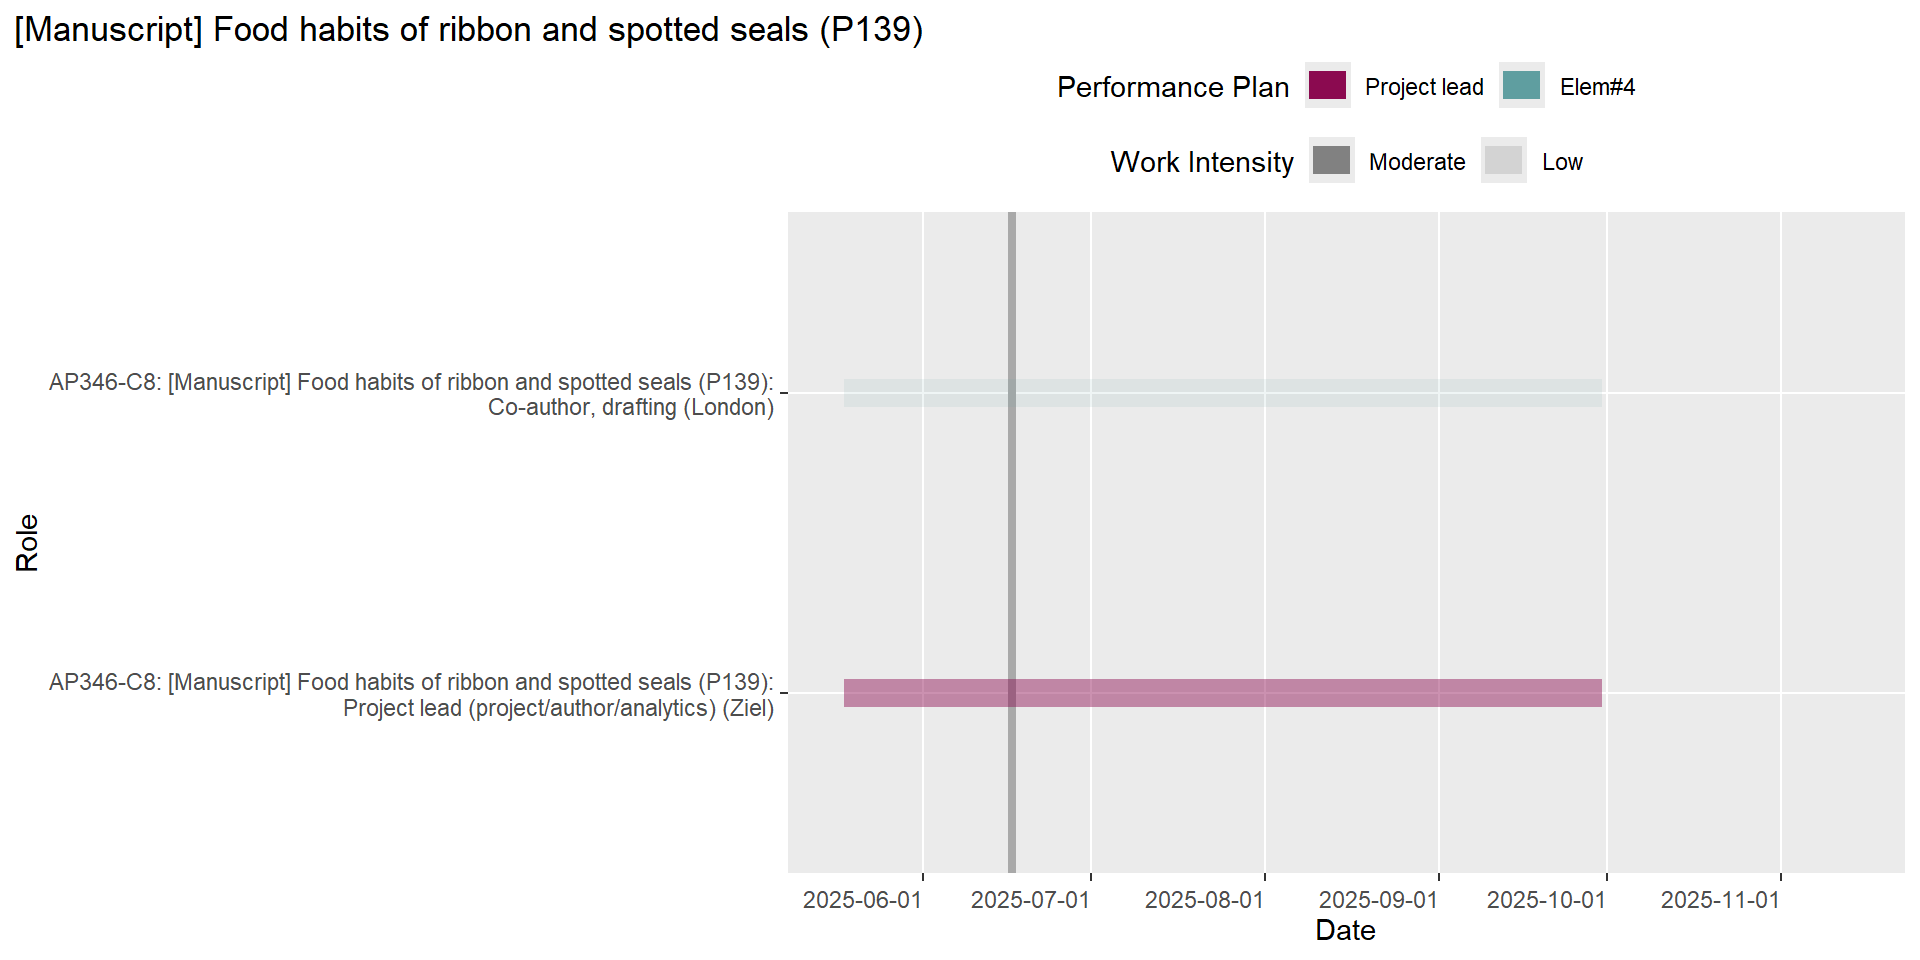 [Manuscript] Food habits of ribbon and spotted seals (P139)
Performance Plan Project lead Elem#4
Work Intensity Moderate Low
AP346-C8: [Manuscript] Food habits of ribbon and spotted seals (P139):
Co-author, drafting (London)
Role
AP346-C8: [Manuscript] Food habits of ribbon and spotted seals (P139):
Project lead (project/author/analytics) (Ziel)
2025-06-01 2025-07-01 2025-08-01 2025-09-01 2025-10-01 2025-11-01
Date